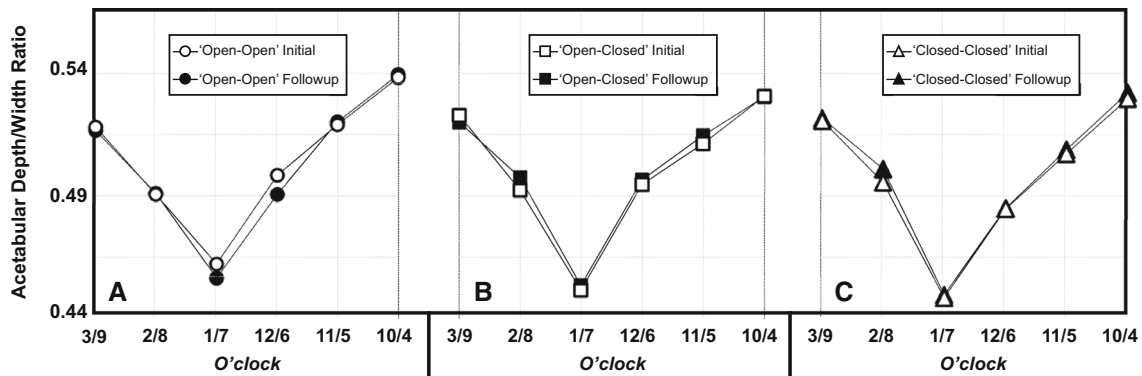 Acetabular Depth/Width Ratio
0.54
0.49
0.44
'Open-Open' Initial
'Open-Open' Followup
A
3/9 2/8 1/7 12/6 11/5 10/4
O'clock
'Open-Closed' Initial
'Open-Closed' Followup
B
3/9 2/8 1/7 12/6 11/5 10/4
O'clock
'Closed-Closed' Initial
'Closed-Closed' Followup
C
3/9 2/8 1/7 12/6 11/5 10/4
O'clock